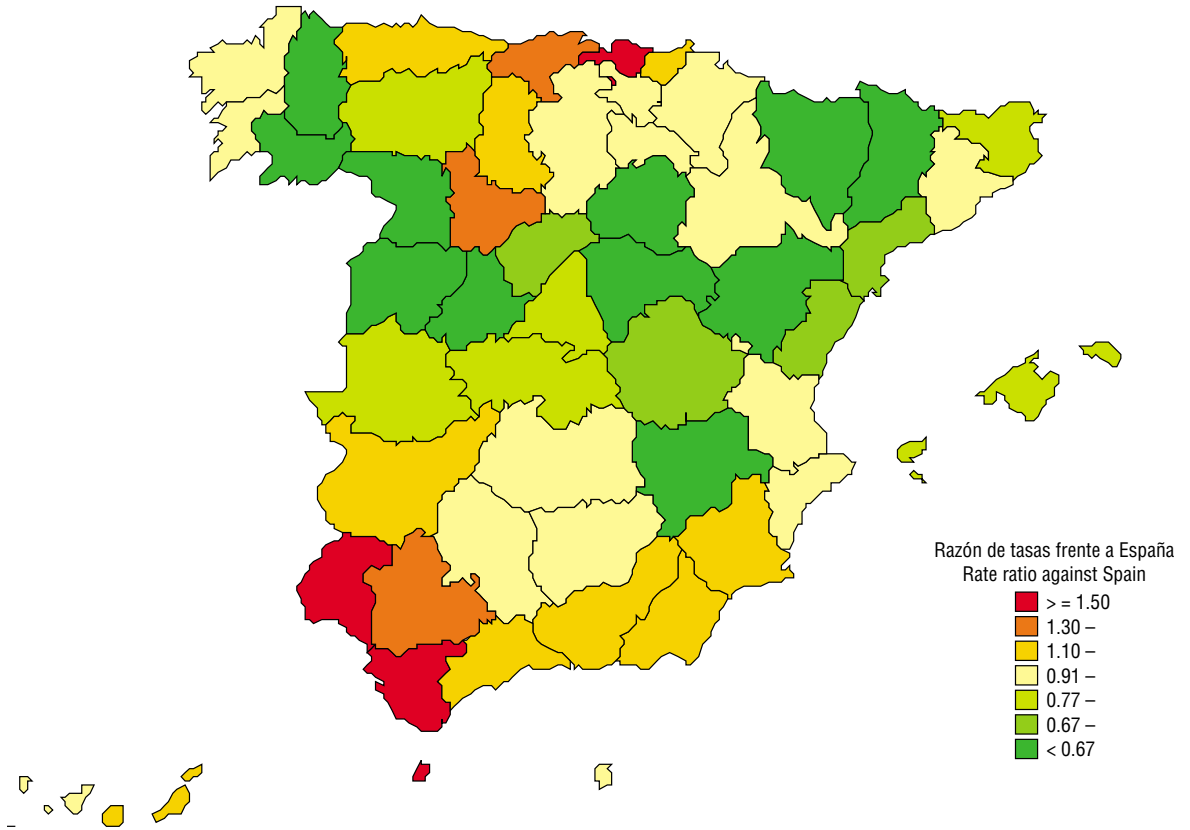 Razón de tasas frente a España
Rate ratio against Spain
> = 1.50
1.30 –
1.10 –
0.91 –
0.77 –
0.67 –
< 0.67